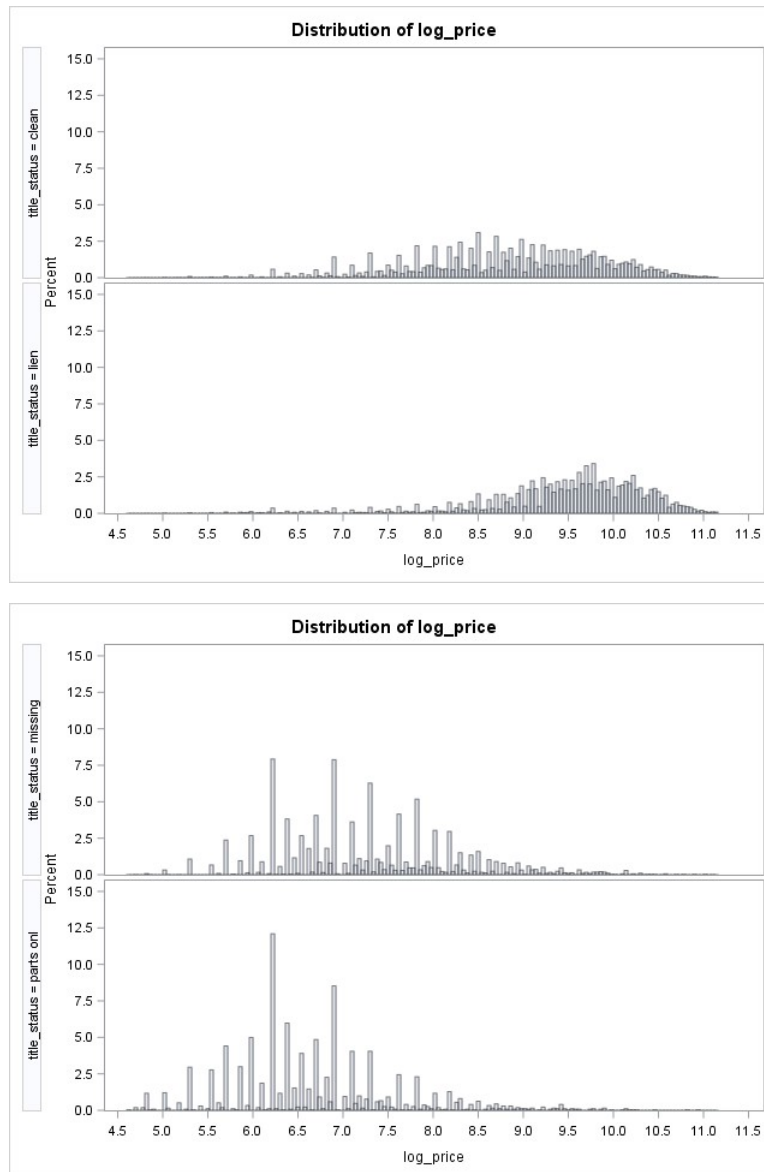 Distribution of log_price
title_status = clean
15.0
12.5
10.0
7.5
5.0
2.5
0.0
Percent
title_status = lien
15.0
12.5
10.0
7.5
5.0
2.5
0.0
4.5 5.0 5.5 6.0 6.5 7.0 7.5 8.0 8.5 9.0 9.5 10.0 10.5 11.0 11.5
log_price
Distribution of log_price
title_status = missing
15.0
12.5
10.0
7.5
5.0
2.5
0.0
Percent
title_status = parts onl
15.0
12.5
10.0
7.5
5.0
2.5
0.0
4.5 5.0 5.5 6.0 6.5 7.0 7.5 8.0 8.5 9.0 9.5 10.0 10.5 11.0 11.5
log_price